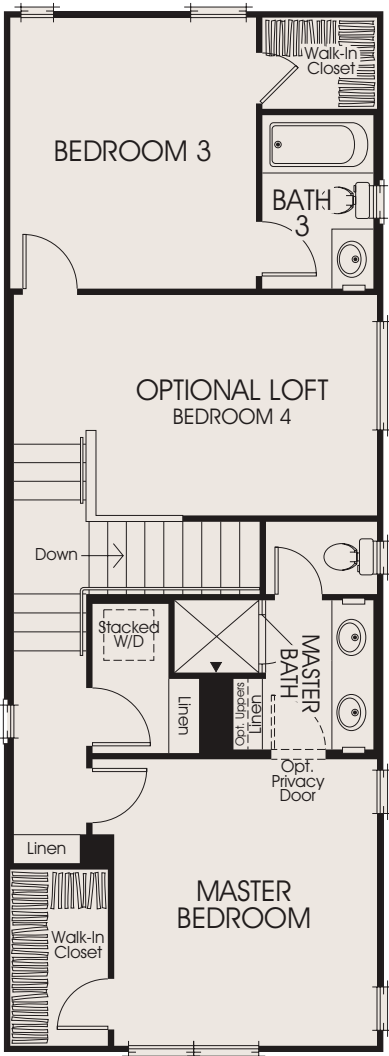 Walk-In
Closet
BEDROOM 3
BATH
3
OPTIONAL LOFT
BEDROOM 4
Down
Stacked
W/D
Linen
Opt. Uppers
Linen
MASTER
BATH
Opt.
Privacy
Door
Linen
MASTER
BEDROOM
Walk-In
Closet